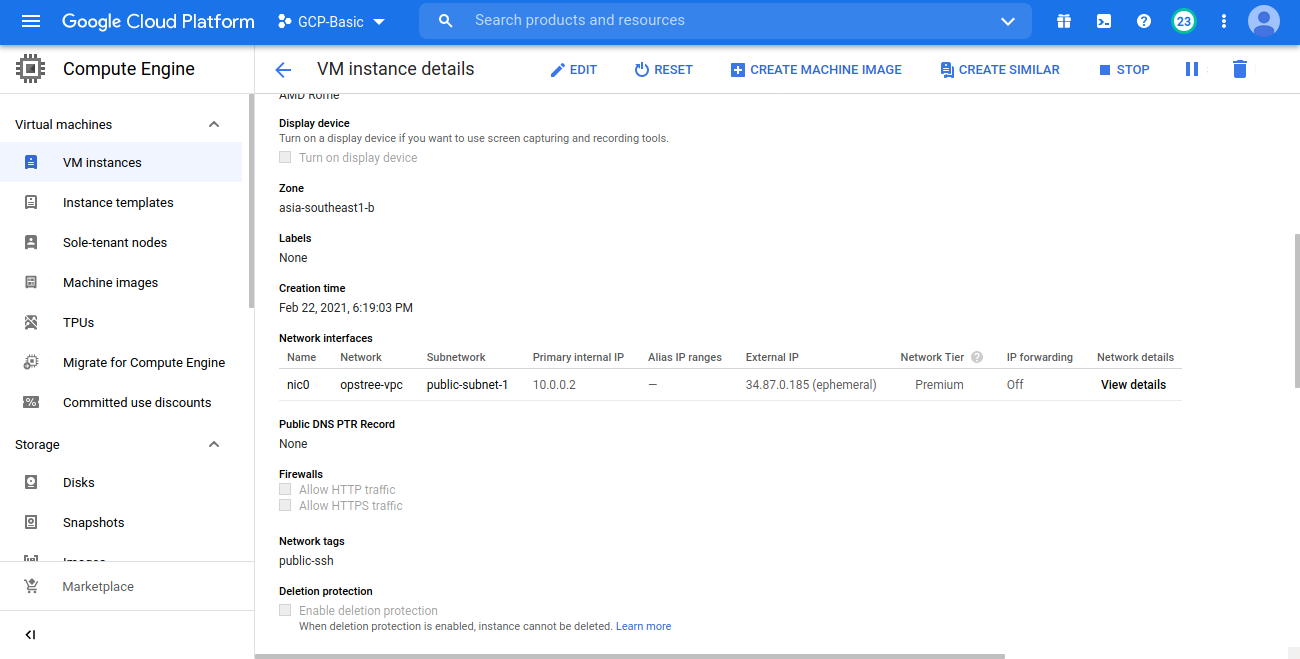 Google Cloud Platform GCP-Basic Search products and resources 23
Compute Engine
VM instance details EDIT RESET CREATE MACHINE IMAGE CREATE SIMILAR STOP
Virtual machines
VM instances
Instance templates
Sole-tenant nodes
Machine images
TPUs
Migrate for Compute Engine
Committed use discounts
Storage
Disks
Snapshots
Images
Marketplace
AMD Rome
Display device
Turn on a display device if you want to use screen capturing and recording tools.
Turn on display device
Zone
asia-southeast1-b
Labels
None
Creation time
Feb 22, 2021, 6:19:03 PM
Network interfaces
Name Network Subnetwork Primary internal IP Alias IP ranges External IP Network Tier ? IP forwarding Network details
nic0 opstree-vpc public-subnet-1 10.0.0.2 — 34.87.0.185 (ephemeral) Premium Off View details
Public DNS PTR Record
None
Firewalls
Allow HTTP traffic
Allow HTTPS traffic
Network tags
public-ssh
Deletion protection
Enable deletion protection
When deletion protection is enabled, instance cannot be deleted. Learn more